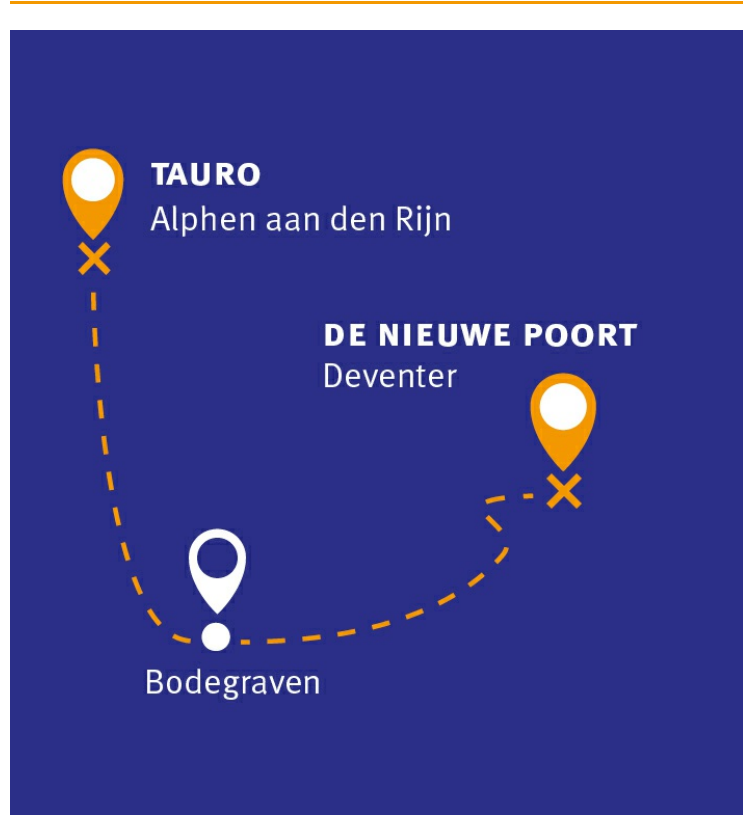 TAURO
Alphen aan den Rijn
DE NIEUWE POORT
Deventer
Bodegraven